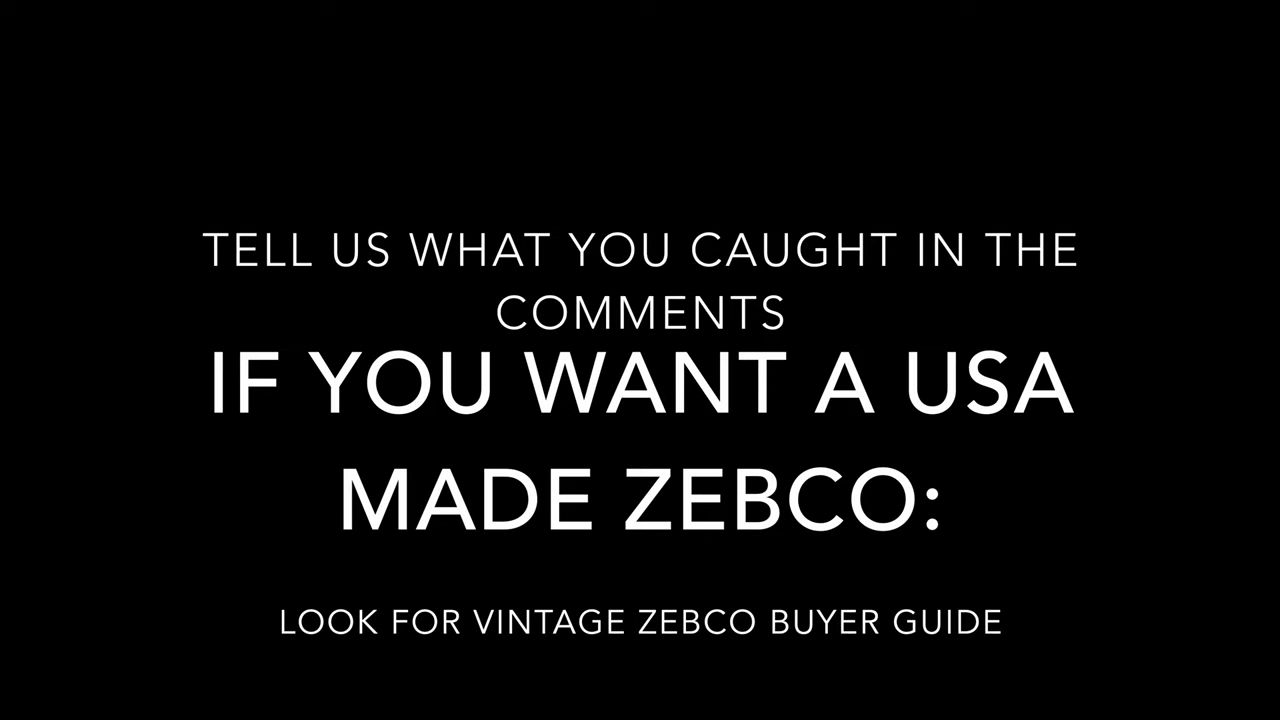 TELL US WHAT YOU CAUGHT IN THE
COMMENTS
IF YOU WANT A USA
MADE ZEBCO:
LOOK FOR VINTAGE ZEBCO BUYER GUIDE